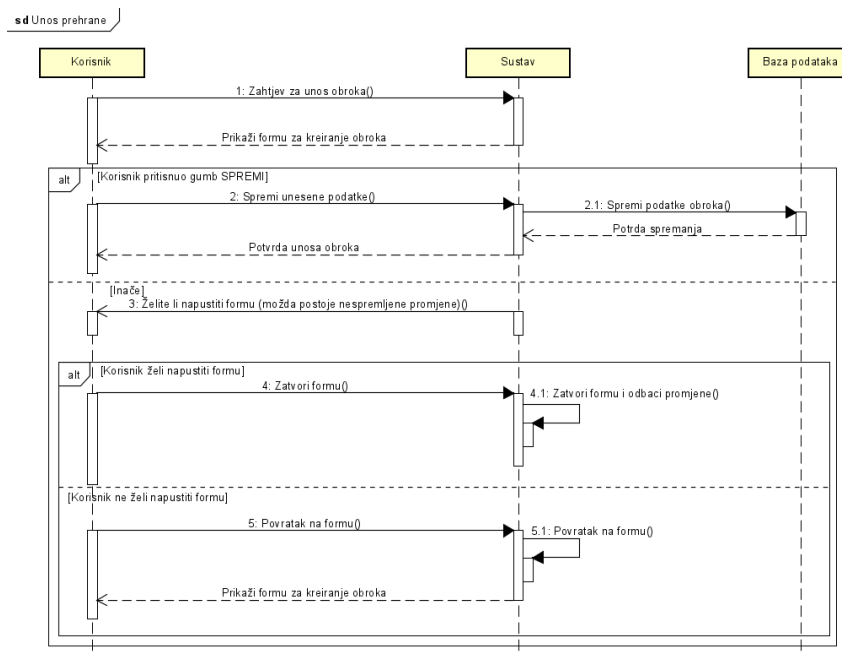 sd Unos prehrane
Korisnik
Sustav
Baza podataka
1: Zahtjev za unos obroka()
Prikaži formu za kreiranje obroka
alt
[Korisnik pritisnuo gumb SPREMI]
2: Spremi unesene podatke()
2.1: Spremi podatke obroka()
Potrda spremanja
Potvrda unosa obroka
[Inače]
3: Želite li napustiti formu (možda postoje nespremljene promjene)()
alt
[Korisnik želi napustiti formu]
4: Zatvori formu()
4.1: Zatvori formu i odbaci promjene()
[Korisnik ne želi napustiti formu]
5: Povratak na formu()
5.1: Povratak na formu()
Prikaži formu za kreiranje obroka